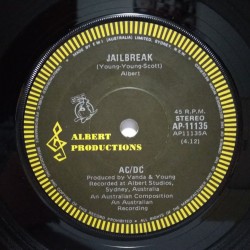 JAILBREAK
(Young-Young-Scott)
Albert
45 R.P.M.
STEREO
AP-11135
AP11135A
(4.12)
ALBERT
PRODUCTIONS
AC/DC
Produced by Vanda & Young
Recorded at Albert Studios,
Sydney, Australia
An Australian Composition
An Australian
Recording